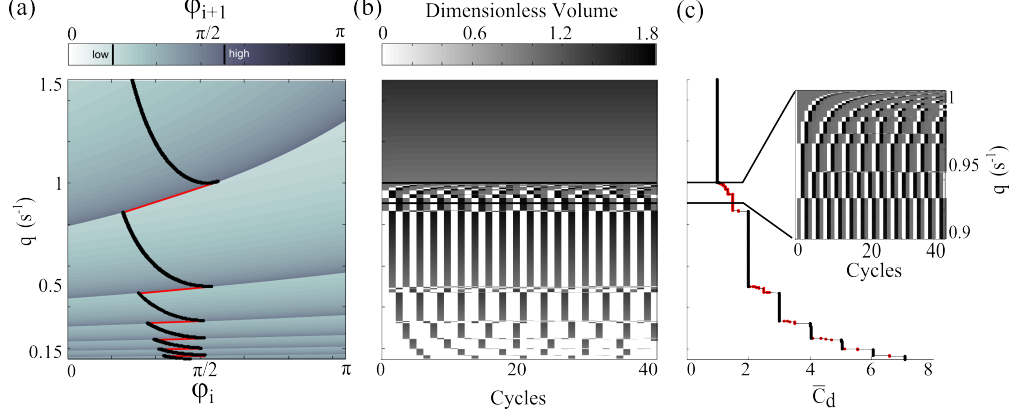 (a)
φi+1
0 π/2 π
low high
q (s-1)
1.5
1
0.5
0.15
π/2 π
φi
(b)
Dimensionless Volume
0 0.6 1.2 1.8
0 20 40
Cycles
(c)
0 2 4 6 8
C̅d
1
0.95
0.9
q (s-1)
0 20 40
Cycles